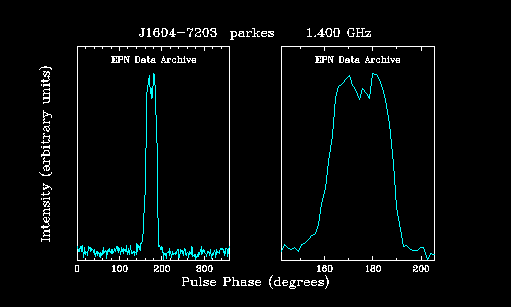 J1604-7203 parkes 1.400 GHz
EPN Data Archive
EPN Data Archive
Intensity (arbitrary units)
0 100 200 300
160 180 200
Pulse Phase (degrees)